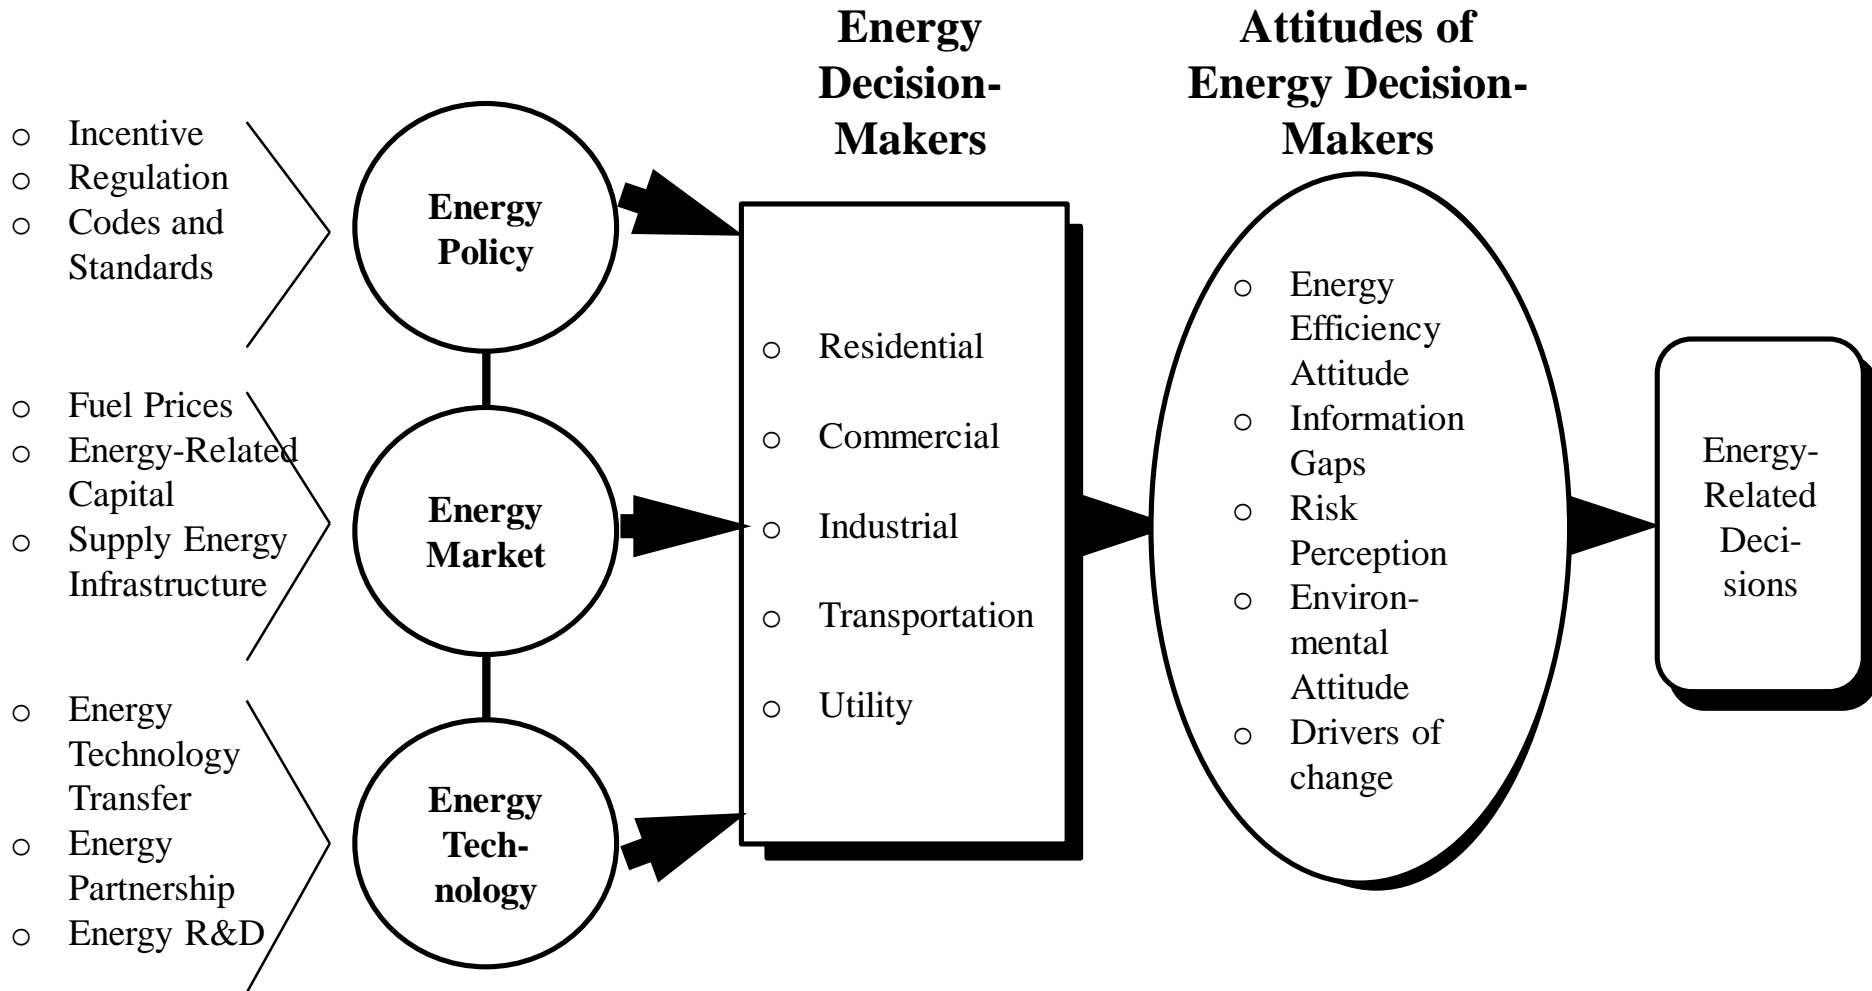 Energy
Decision-
Makers
Attitudes of
Energy Decision-
Makers
o Incentive
o Regulation
o Codes and
Standards
Energy
Policy
o Fuel Prices
o Energy-Related
Capital
o Supply Energy
Infrastructure
Energy
Market
o Energy
Technology
Transfer
o Energy
Partnership
o Energy R&D
Energy
Tech-
nology
o Residential
o Commercial
o Industrial
o Transportation
o Utility
o Energy
Efficiency
Attitude
o Information
Gaps
o Risk
Perception
o Environ-
mental
Attitude
o Drivers of
change
Energy-
Related
Deci-
sions